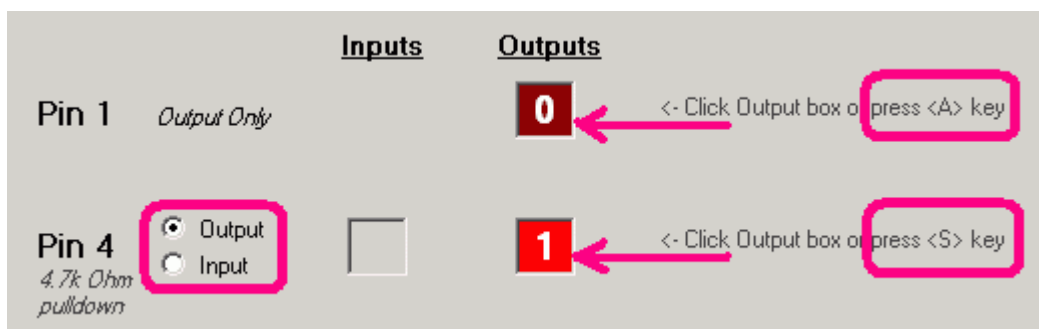 Inputs Outputs
Pin 1 Output Only 0 <- Click Output box or press <A> key
Pin 4 Output 1 <- Click Output box or press <S> key
Input
4.7k Ohm
pulldown